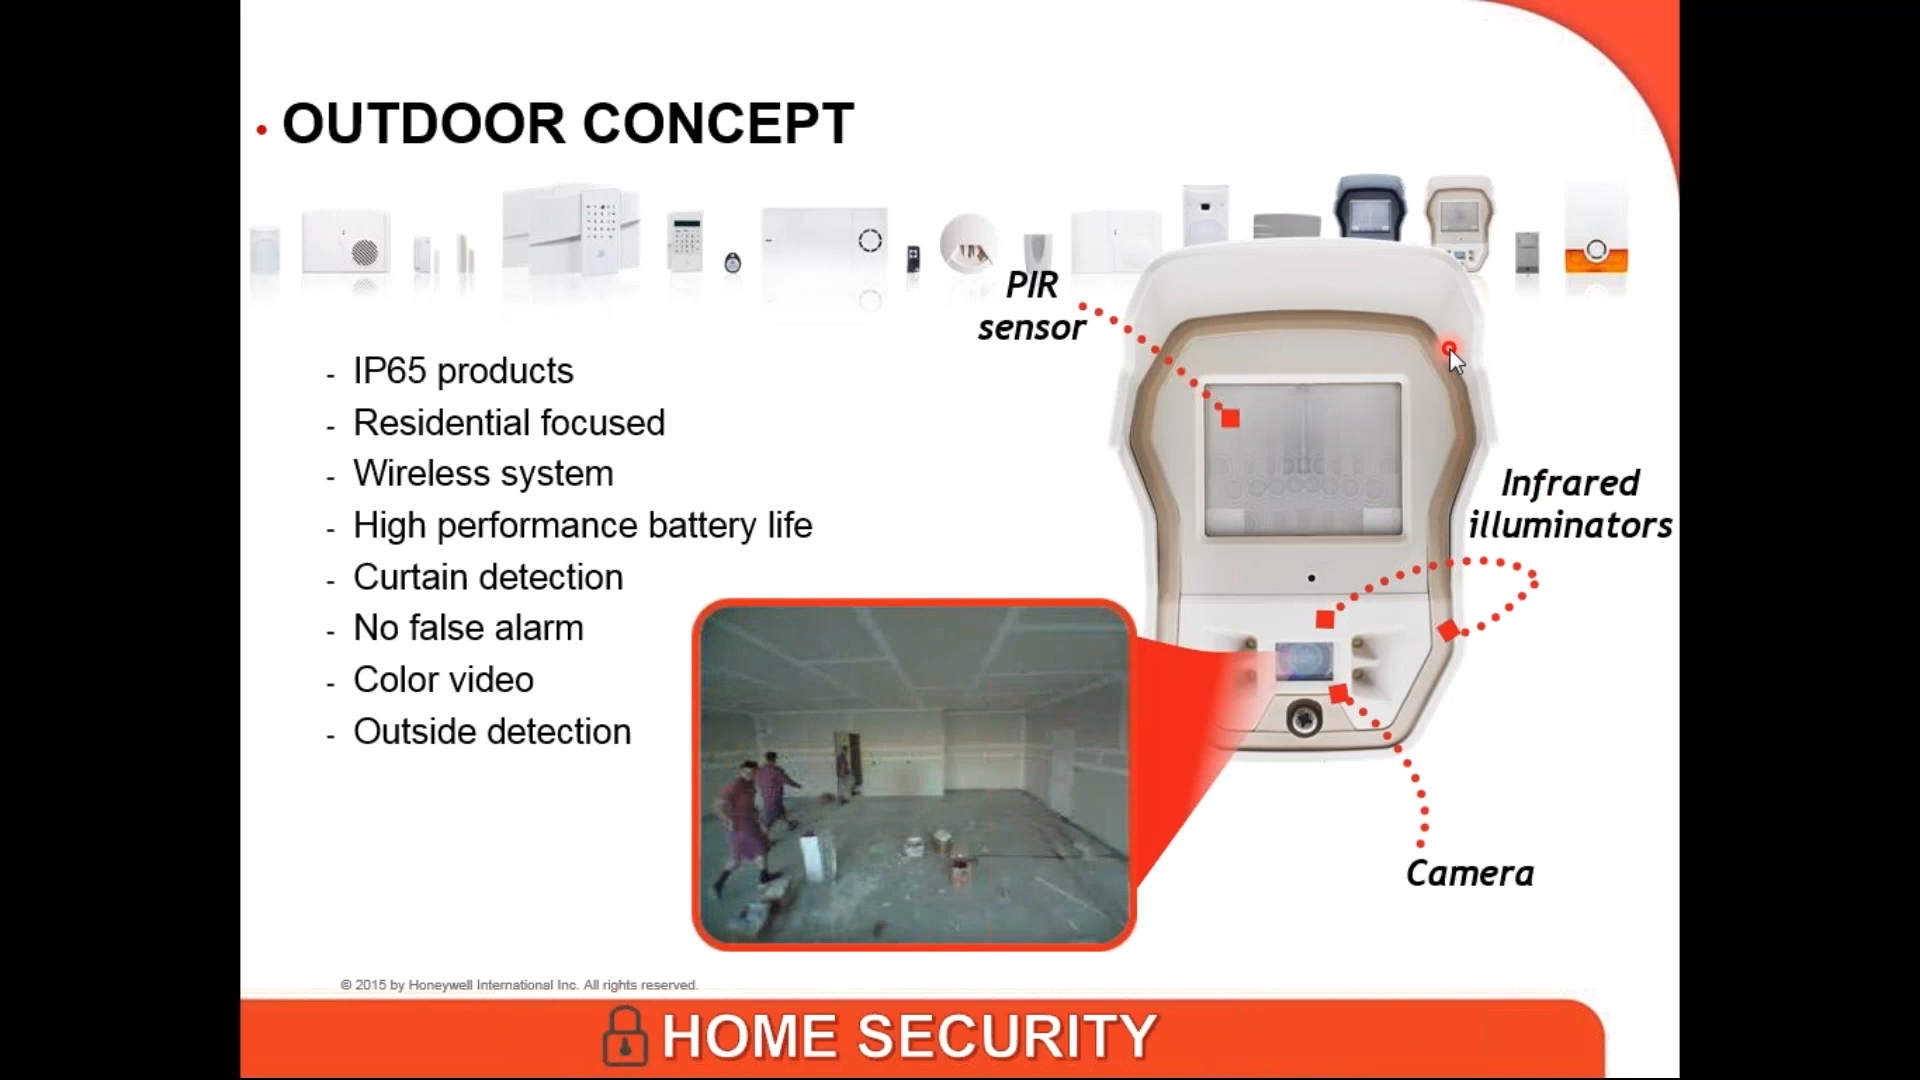 • OUTDOOR CONCEPT
PIR
sensor
- IP65 products
- Residential focused
- Wireless system
- High performance battery life
- Curtain detection
- No false alarm
- Color video
- Outside detection
Infrared
illuminators
Camera
© 2015 by Honeywell International Inc. All rights reserved.
HOME SECURITY